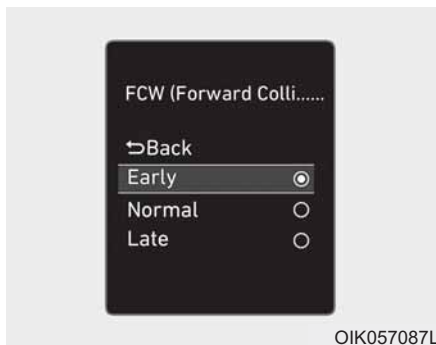 FCW (Forward Colli......
⮌Back
Early
Normal
Late
OIK057087L